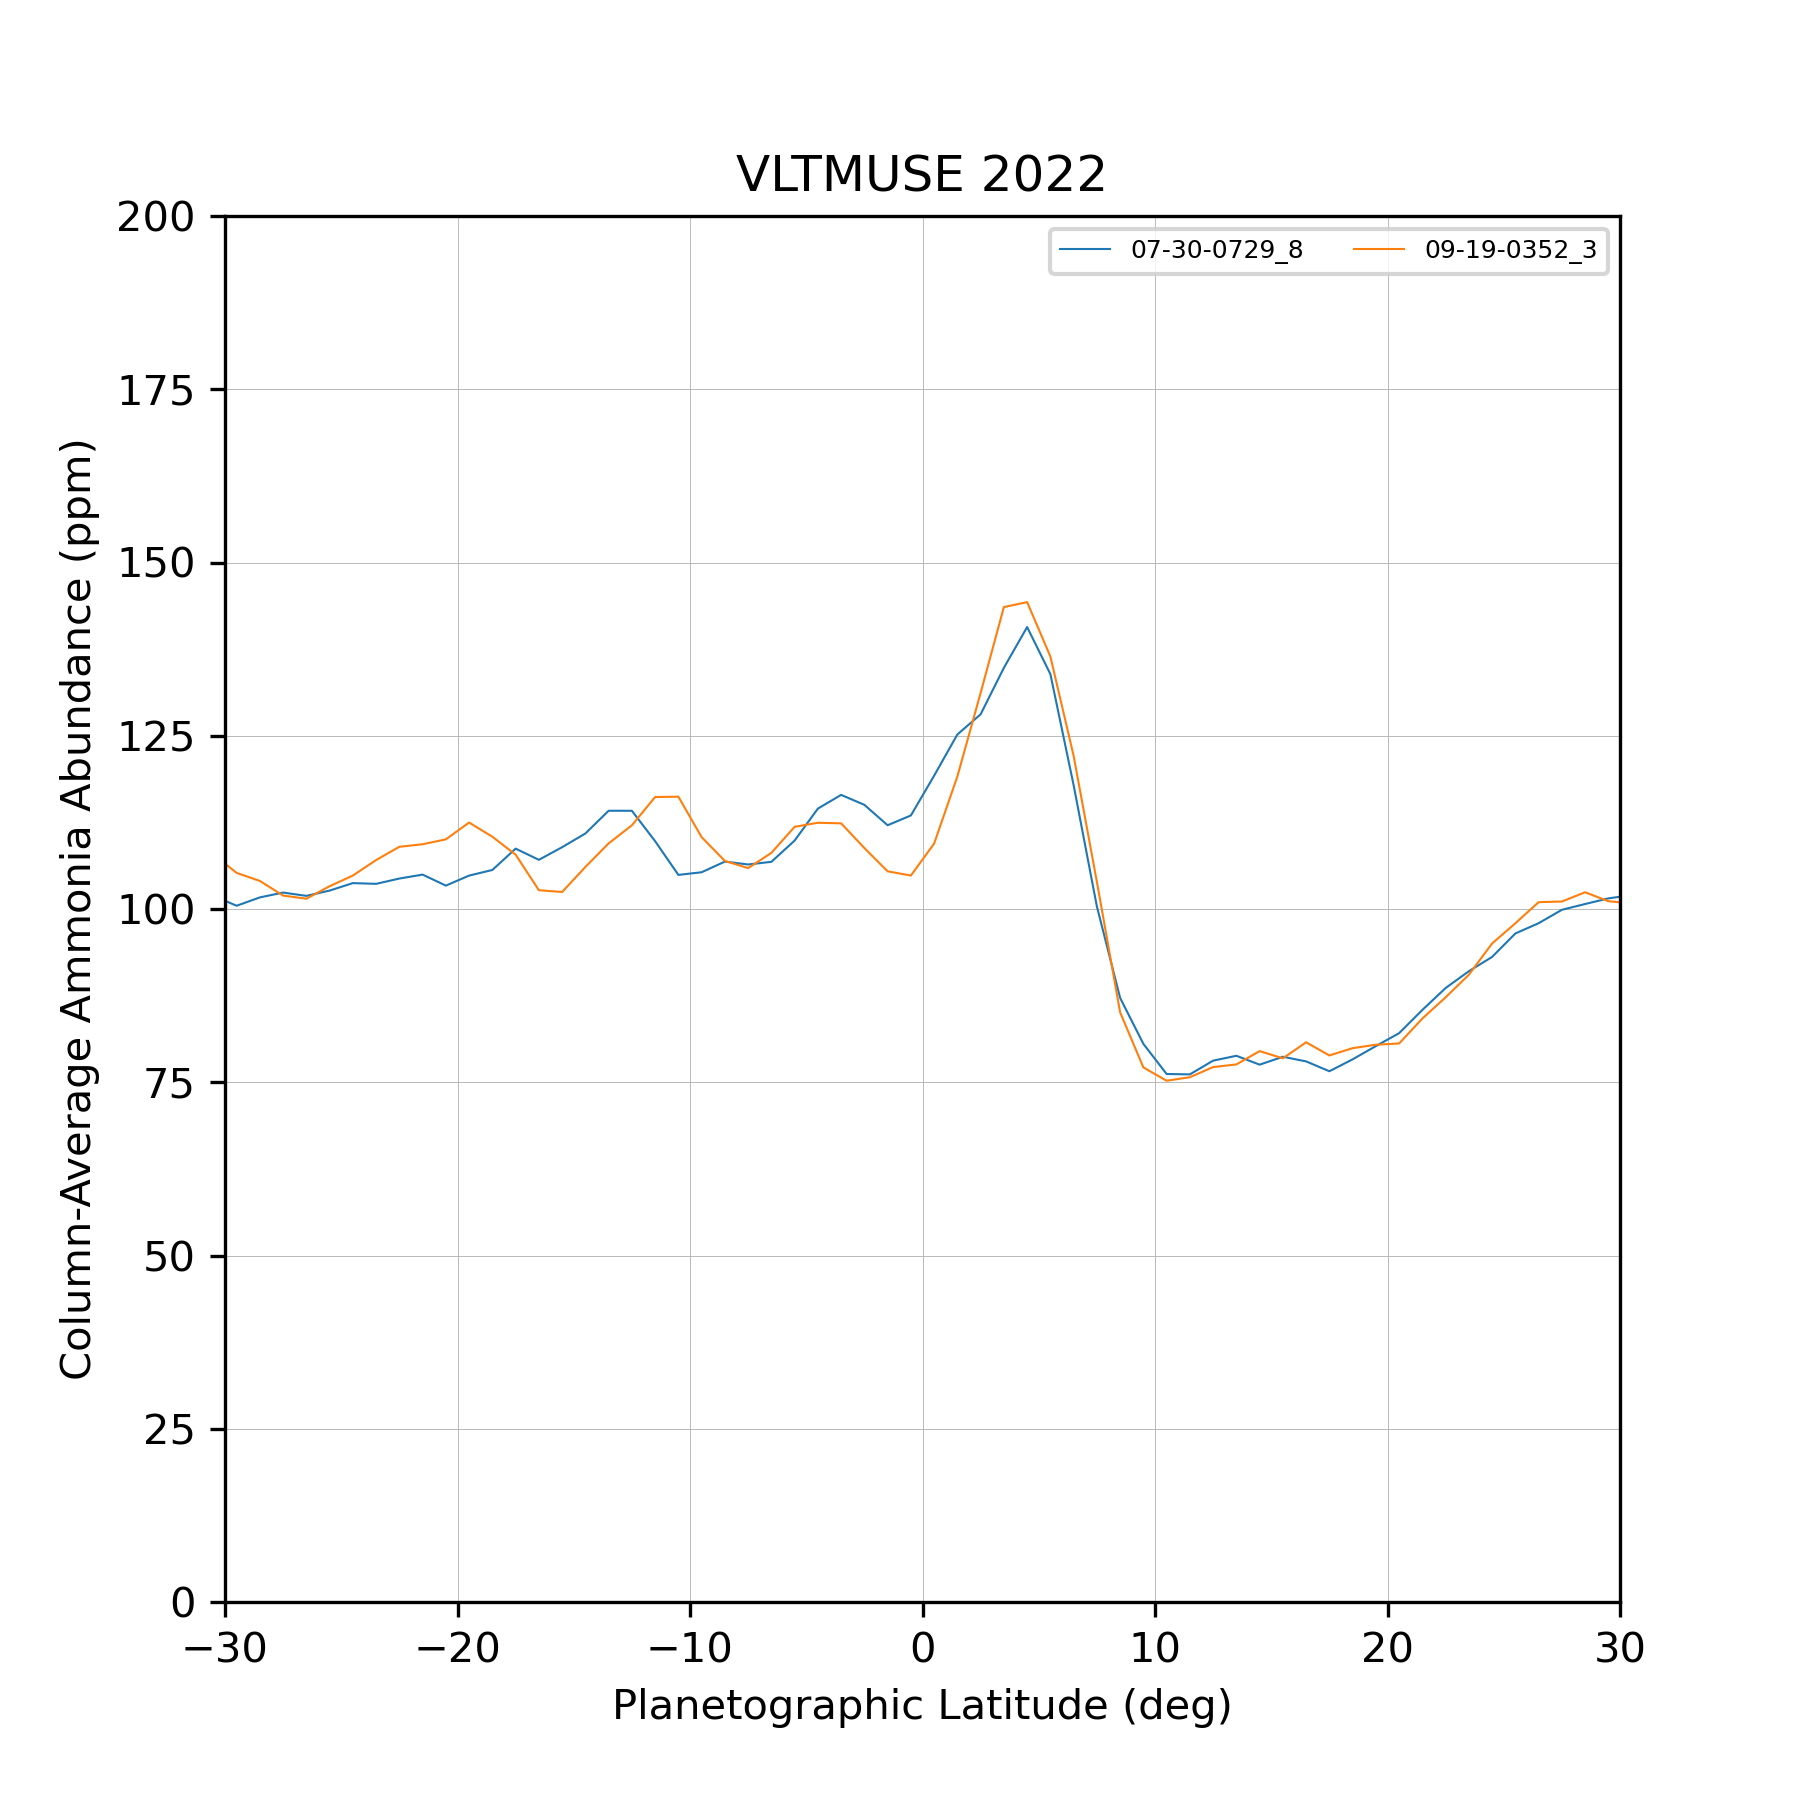 VLTMUSE 2022
07-30-0729_8 09-19-0352_3
200
175
150
125
100
75
50
25
0
Column-Average Ammonia Abundance (ppm)
−30 −20 −10 0 10 20 30
Planetographic Latitude (deg)